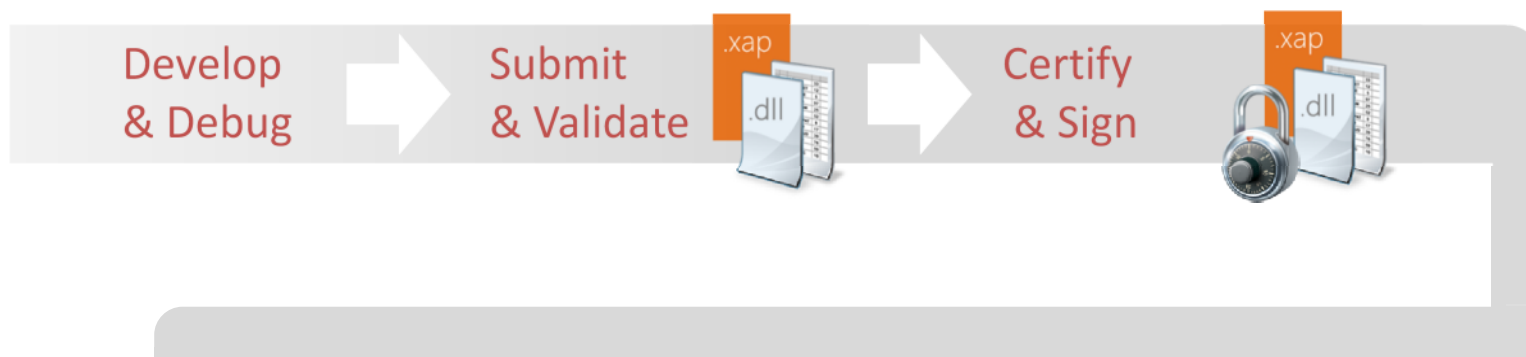 Develop
& Debug
Submit
& Validate
.xap
.dll
Certify
& Sign
.xap
.dll